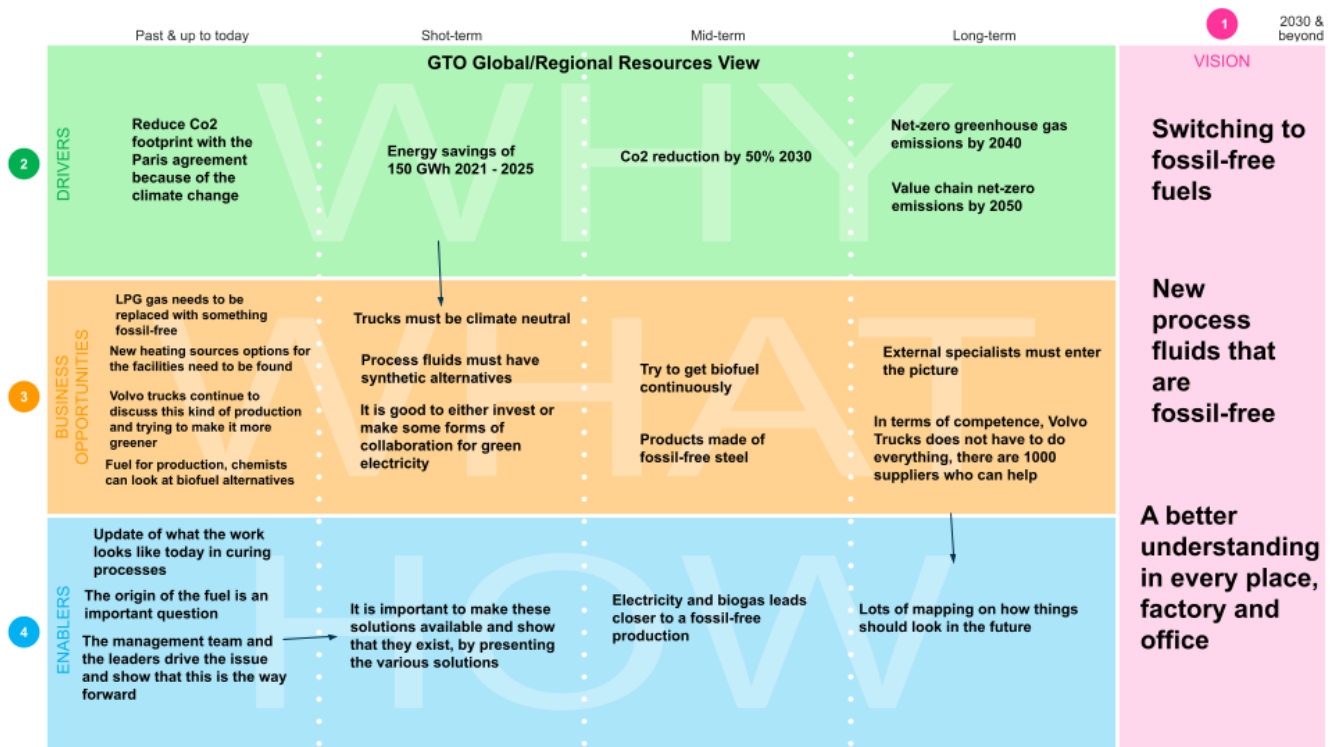 1
2030 &
beyond
Past & up to today
Shot-term
Mid-term
Long-term
GTO Global/Regional Resources View
VISION
WHY
2
DRIVERS
Reduce Co2
footprint with the
Paris agreement
because of the
climate change
Energy savings of
150 GWh 2021 - 2025
Co2 reduction by 50% 2030
Net-zero greenhouse gas
emissions by 2040
Value chain net-zero
emissions by 2050
Switching to
fossil-free
fuels
WHAT
3
BUSINESS
OPPORTUNITIES
LPG gas needs to be
replaced with something
fossil-free
New heating sources options for
the facilities need to be found
Volvo trucks continue to
discuss this kind of production
and trying to make it more
greener
Fuel for production, chemists
can look at biofuel alternatives
Trucks must be climate neutral
Process fluids must have
synthetic alternatives
It is good to either invest or
make some forms of
collaboration for green
electricity
Try to get biofuel
continuously
Products made of
fossil-free steel
External specialists must enter
the picture
In terms of competence, Volvo
Trucks does not have to do
everything, there are 1000
suppliers who can help
New
process
fluids that
are
fossil-free
HOW
4
ENABLERS
Update of what the work
looks like today in curing
processes
The origin of the fuel is an
important question
The management team and
the leaders drive the issue
and show that this is the way
forward
It is important to make these
solutions available and show
that they exist, by presenting
the various solutions
Electricity and biogas leads
closer to a fossil-free
production
Lots of mapping on how things
should look in the future
A better
understanding
in every place,
factory and
office